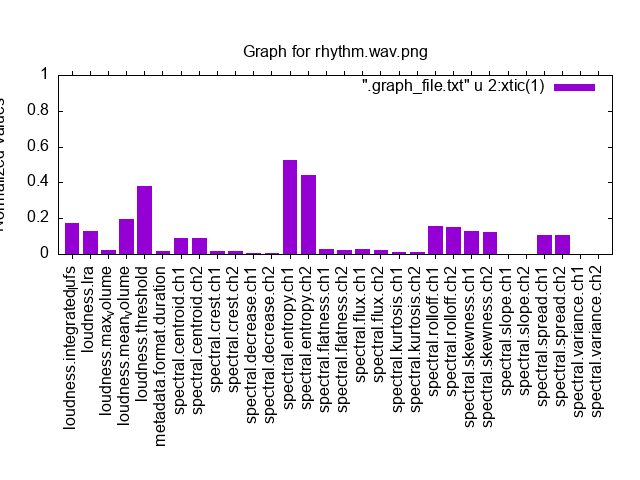 Graph for rhythm.wav.png
".graph_file.txt" u 2:xtic(1)
Normalized Values
1
0.8
0.6
0.4
0.2
0
loudness.integratedlufs
loudness.lra
loudness.maxvolume
loudness.meanvolume
loudness.threshold
metadata.format.duration
spectral.centroid.ch1
spectral.centroid.ch2
spectral.crest.ch1
spectral.crest.ch2
spectral.decrease.ch1
spectral.decrease.ch2
spectral.entropy.ch1
spectral.entropy.ch2
spectral.flatness.ch1
spectral.flatness.ch2
spectral.flux.ch1
spectral.flux.ch2
spectral.kurtosis.ch1
spectral.kurtosis.ch2
spectral.rolloff.ch1
spectral.rolloff.ch2
spectral.skewness.ch1
spectral.skewness.ch2
spectral.slope.ch1
spectral.slope.ch2
spectral.spread.ch1
spectral.spread.ch2
spectral.variance.ch1
spectral.variance.ch2